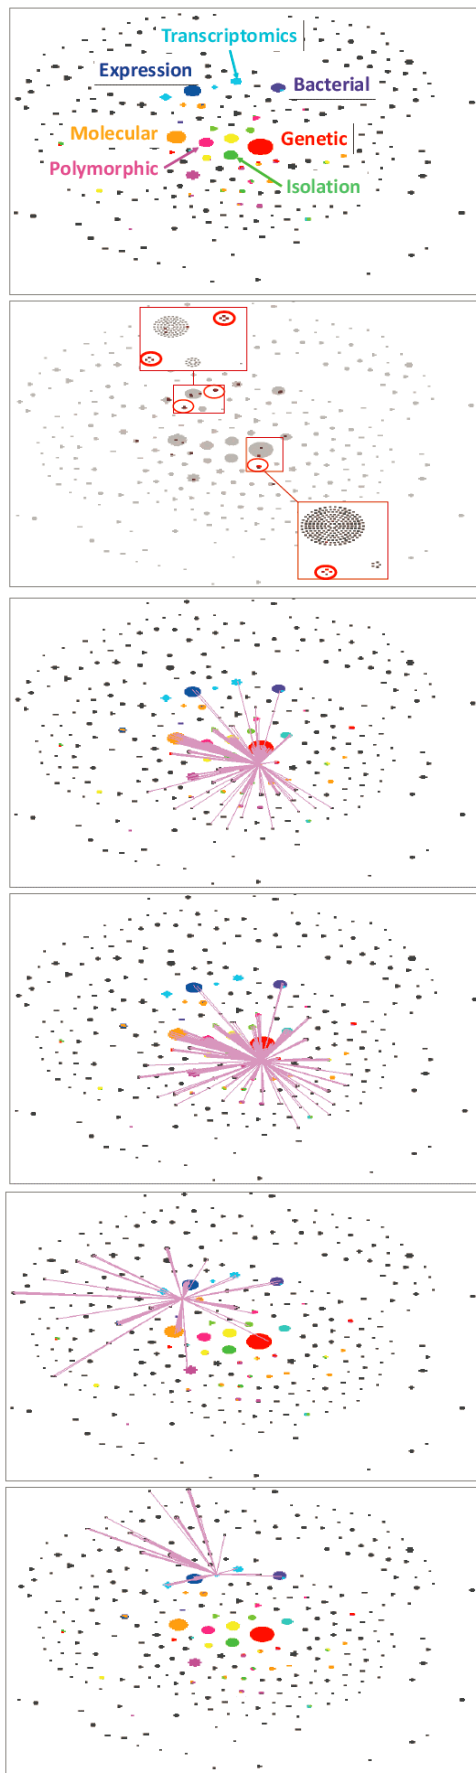 Transcriptomics
Expression
Bacterial
Molecular
Genetic
Polymorphic
Isolation